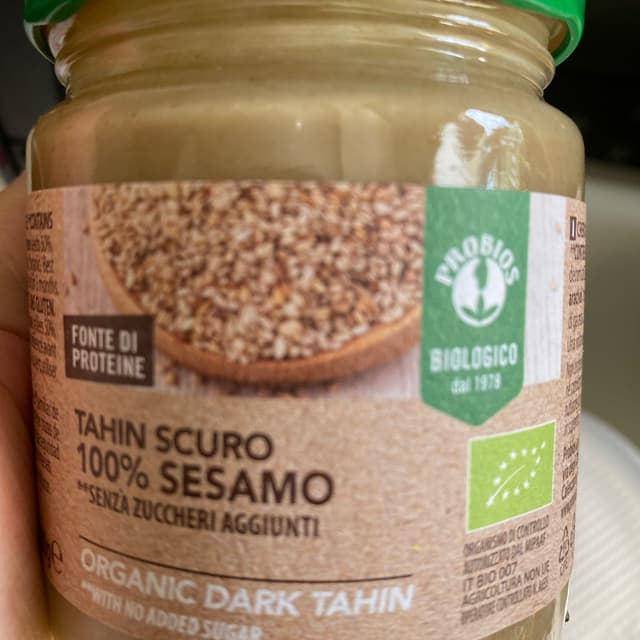 FONTE DI
PROTEINE
PROBIOS
BIOLOGICO
dal 1978
TAHIN SCURO
100% SESAMO
**SENZA ZUCCHERI AGGIUNTI
ORGANIC DARK TAHIN
**WITH NO ADDED SUGAR
ORGANISMO DI CONTROLLO
AUTORIZZATO DAL MIPAAF
IT BIO 007
AGRICOLTURA NON UE